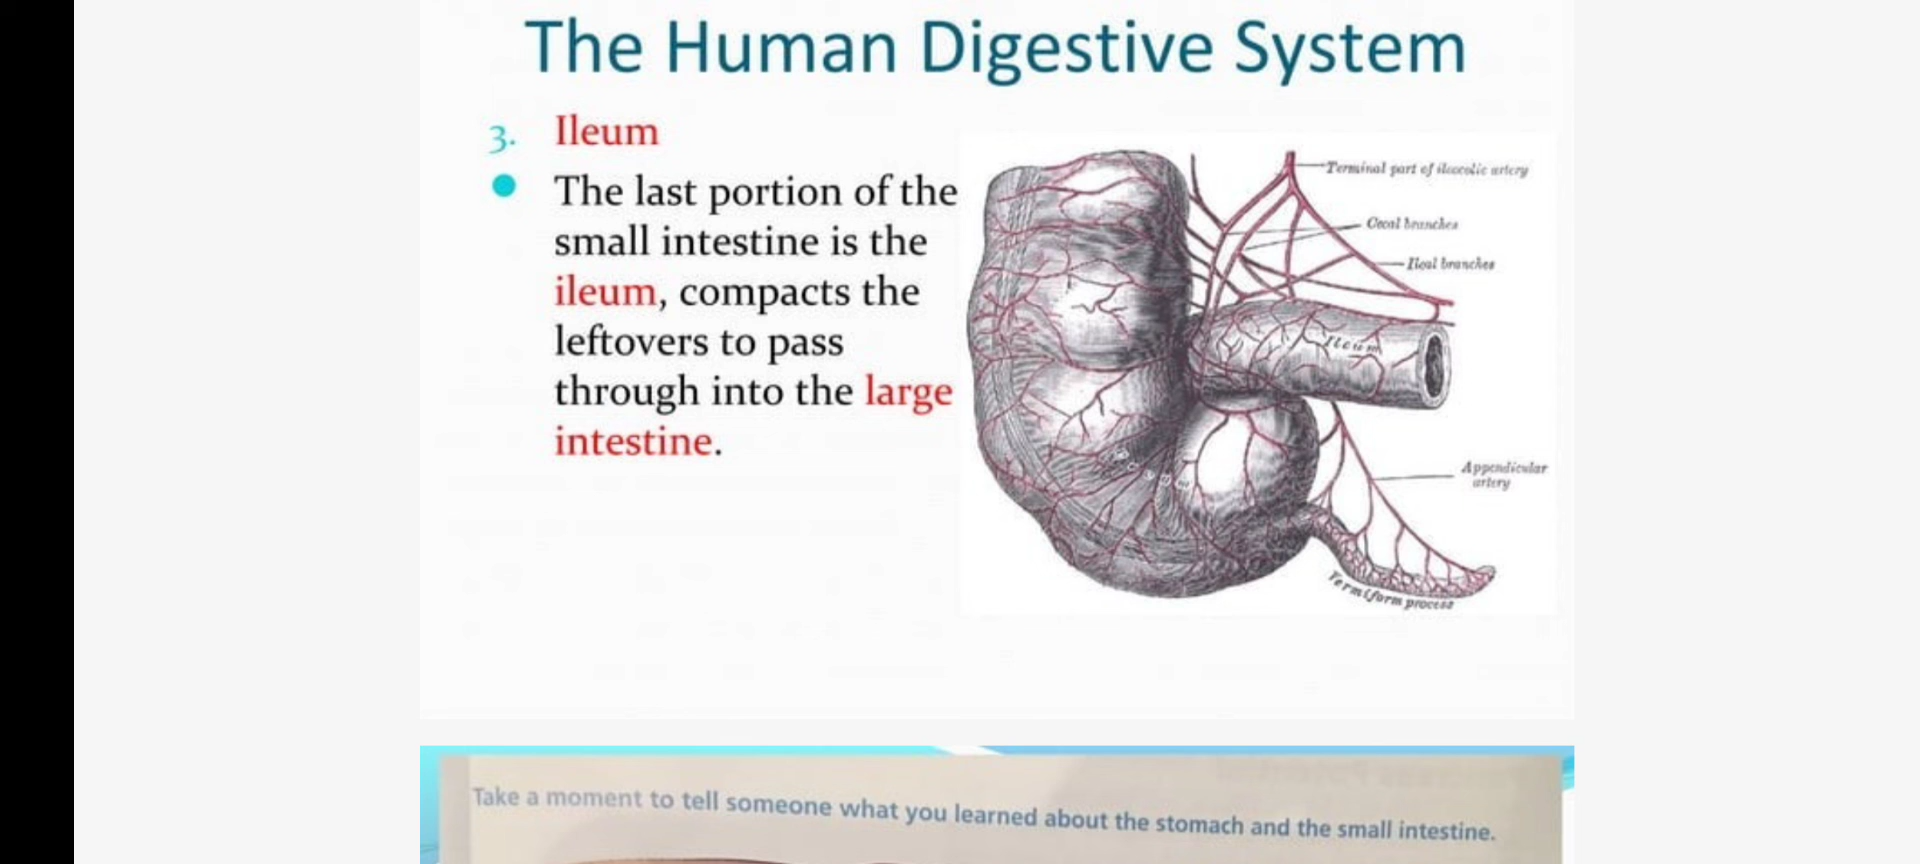 The Human Digestive System
3. Ileum
The last portion of the
small intestine is the
ileum, compacts the
leftovers to pass
through into the large
intestine.
Terminal part of ileocolic artery
Cecal branches
Ileal branches
Ileum
Appendicular
artery
Vermiform process
Take a moment to tell someone what you learned about the stomach and the small intestine.